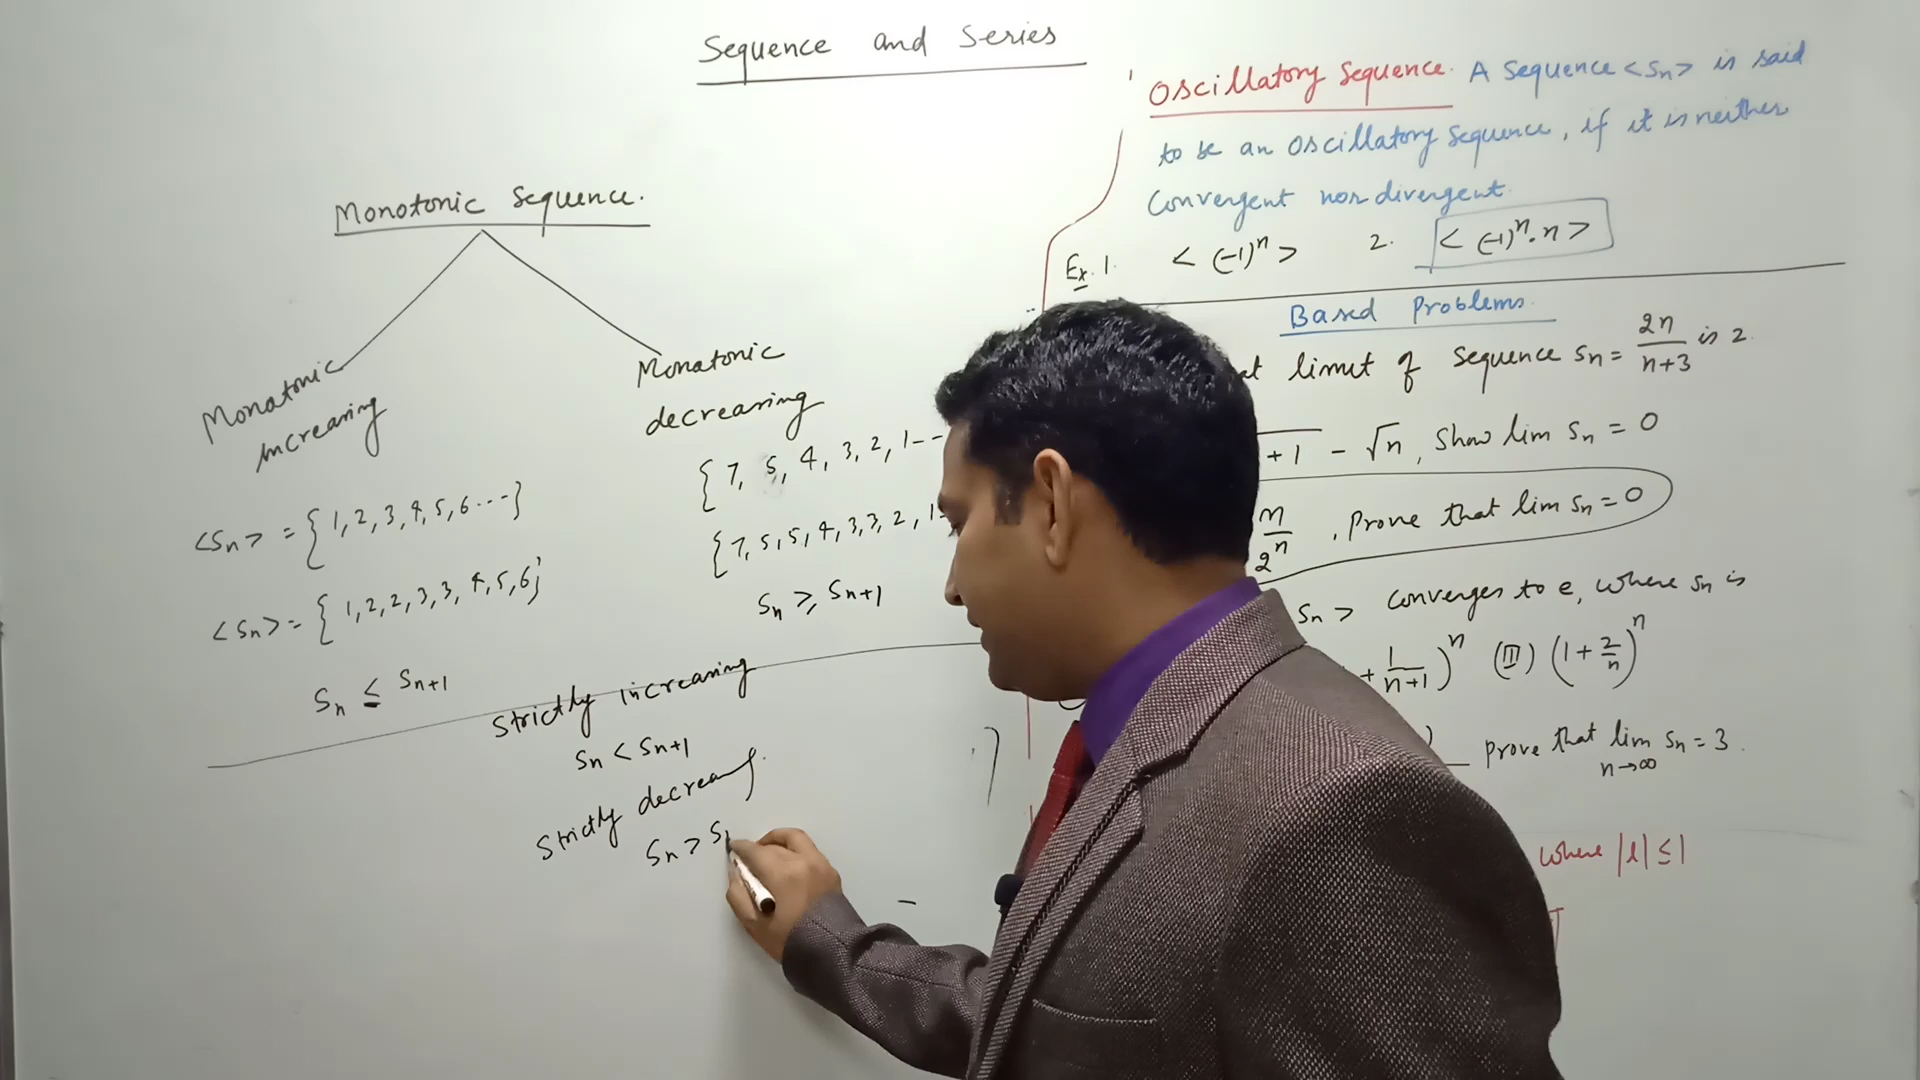 Sequence and Series
Monotonic Sequence.
Monatonic
increasing
<Sn> = { 1, 2, 3, 4, 5, 6 ... }
<Sn> = { 1, 2, 2, 3, 3, 4, 5, 6 }
Sn ≤ Sn+1
Monatonic
decreasing
{ 7, 5, 4, 3, 2, 1 - -
{ 7, 5, 5, 4, 3, 3, 2, 1 -
Sn ≥ Sn+1
Strictly increasing
Sn < Sn+1
Strictly
Sn > S
Oscillatory Sequence. A Sequence <Sn> is said
to be an oscillatory sequence, if it is neither
Convergent nor divergent.
Ex. 1. < (-1)^n > 2. < (-1)^n . n >
Based Problems.
limit of sequence Sn = 2n/(n+3) is 2.
+ 1 - √n, Show lim Sn = 0
n/2^n, Prove that lim Sn = 0
Sn > Converges to e, where Sn is
+ 1/(n+1))^n (III) (1 + 2/n)^n
Prove that lim n→∞ Sn = 3.
where |l| ≤ 1